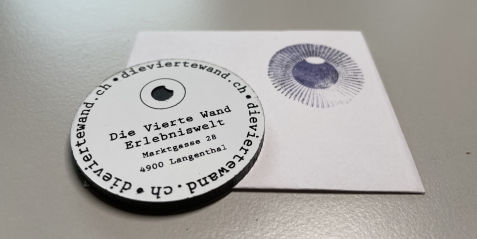 dieviertewand.ch • dieviertewand.ch • dieviertewand.ch •
Die Vierte Wand
Erlebniswelt
Marktgasse 28
4900 Langenthal